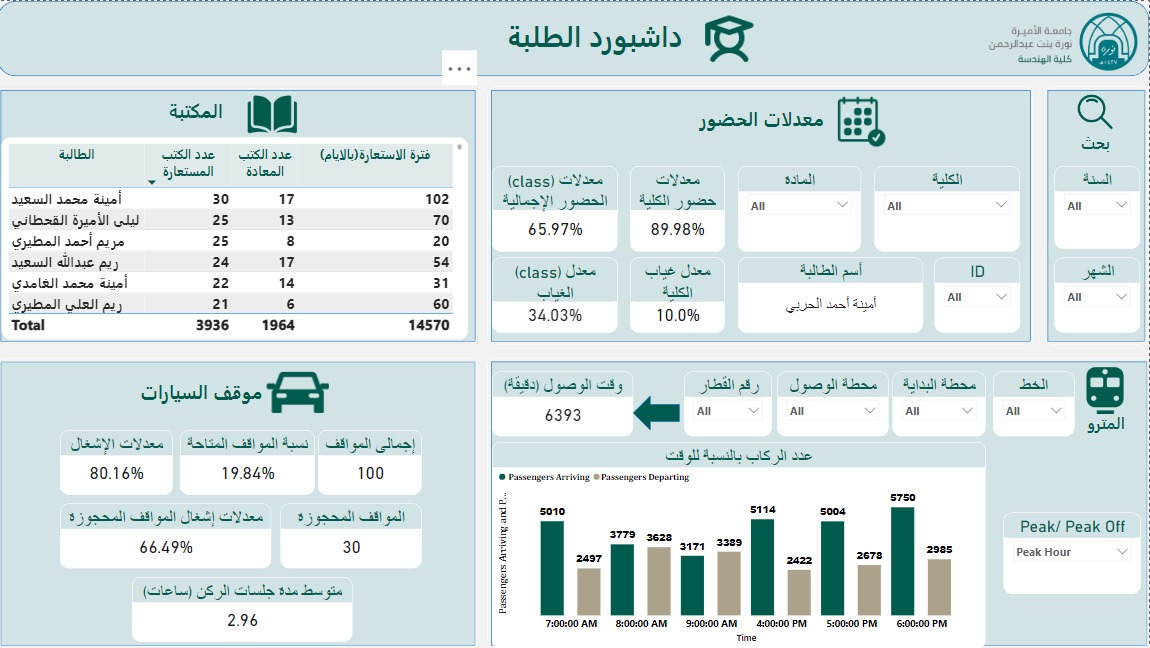 داشبورد الطلبة
جامعة الأميرة
نورة بنت عبدالرحمن
كلية الهندسة
بحث
السنة
All
الشهر
All
معدلات الحضور
الكلية
All
المادة
All
معدلات حضور الكلية
89.98%
معدلات (class) الحضور الإجمالية
65.97%
ID
All
أسم الطالبة
أمينة أحمد الحربي
معدل غياب الكلية
10.0%
معدل (class) الغياب
34.03%
المكتبة
الطالبة عدد الكتب المستعارة عدد الكتب المعادة فترة الاستعارة(بالايام)
أمينة محمد السعيد 30 17 102
ليلى الأميرة القحطاني 25 13 70
مريم أحمد المطيري 25 8 20
ريم عبدالله السعيد 24 17 54
أمينة محمد الغامدي 22 14 31
ريم العلي المطيري 21 6 60
Total 3936 1964 14570
المترو
الخط
All
محطة البداية
All
محطة الوصول
All
رقم القطار
All
وقت الوصول (دقيقة)
6393
عدد الركاب بالنسبة للوقت
Passengers Arriving Passengers Departing
Passengers Arriving and P...
5010 2497 3779 3628 3171 3389 5114 2422 5004 2678 5750 2985
7:00:00 AM 8:00:00 AM 9:00:00 AM 4:00:00 PM 5:00:00 PM 6:00:00 PM
Time
Peak/ Peak Off
Peak Hour
موقف السيارات
إجمالي المواقف
100
نسبة المواقف المتاحة
19.84%
معدلات الإشغال
80.16%
المواقف المحجوزة
30
معدلات إشغال المواقف المحجوزة
66.49%
متوسط مدة جلسات الركن (ساعات)
2.96